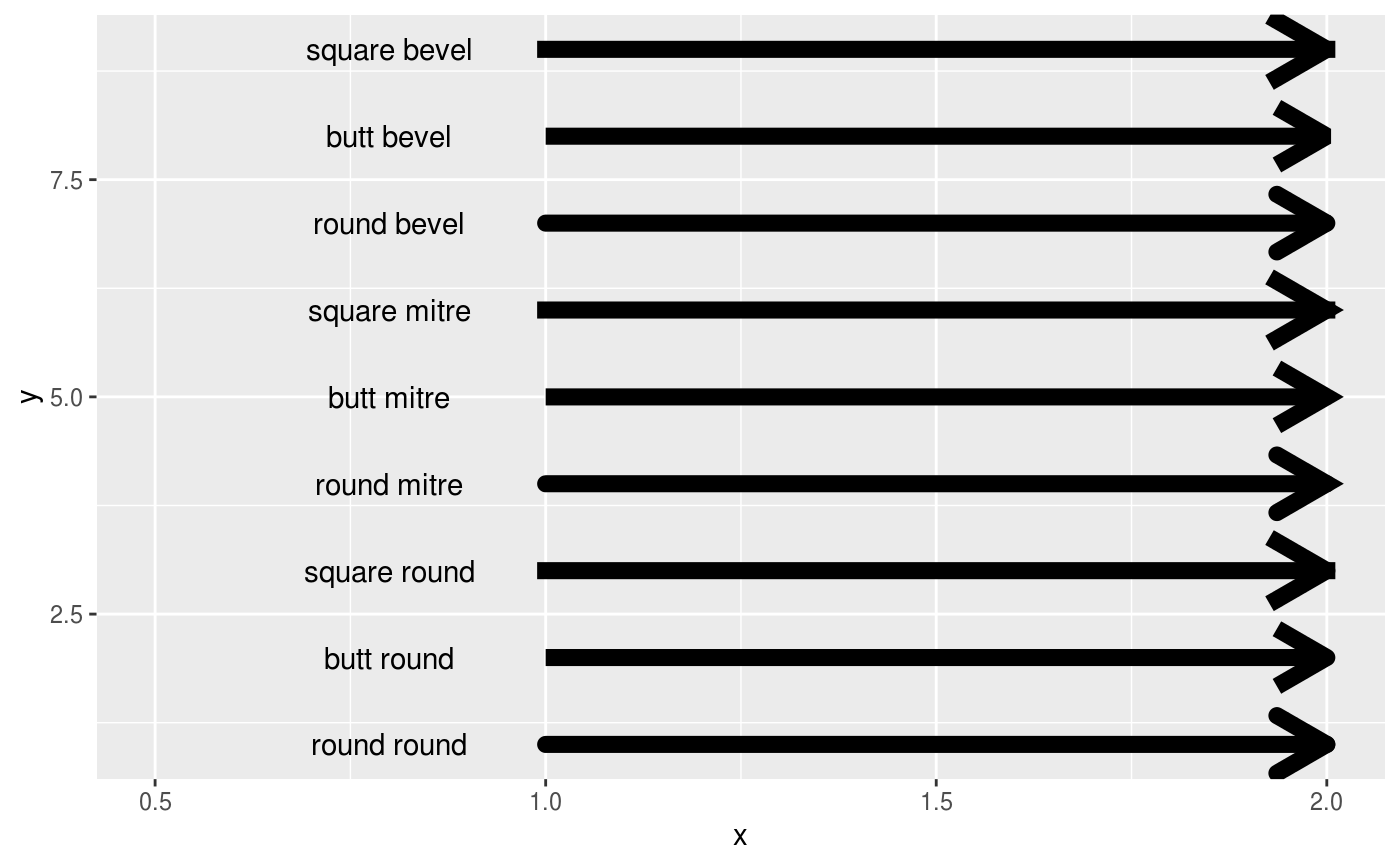 square bevel
butt bevel
7.5
round bevel
square mitre
y
5.0
butt mitre
round mitre
square round
2.5
butt round
round round
0.5
1.0
1.5
2.0
x